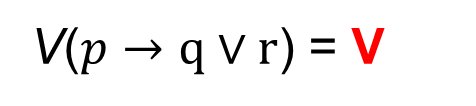 V(p → q ∨ r) = V